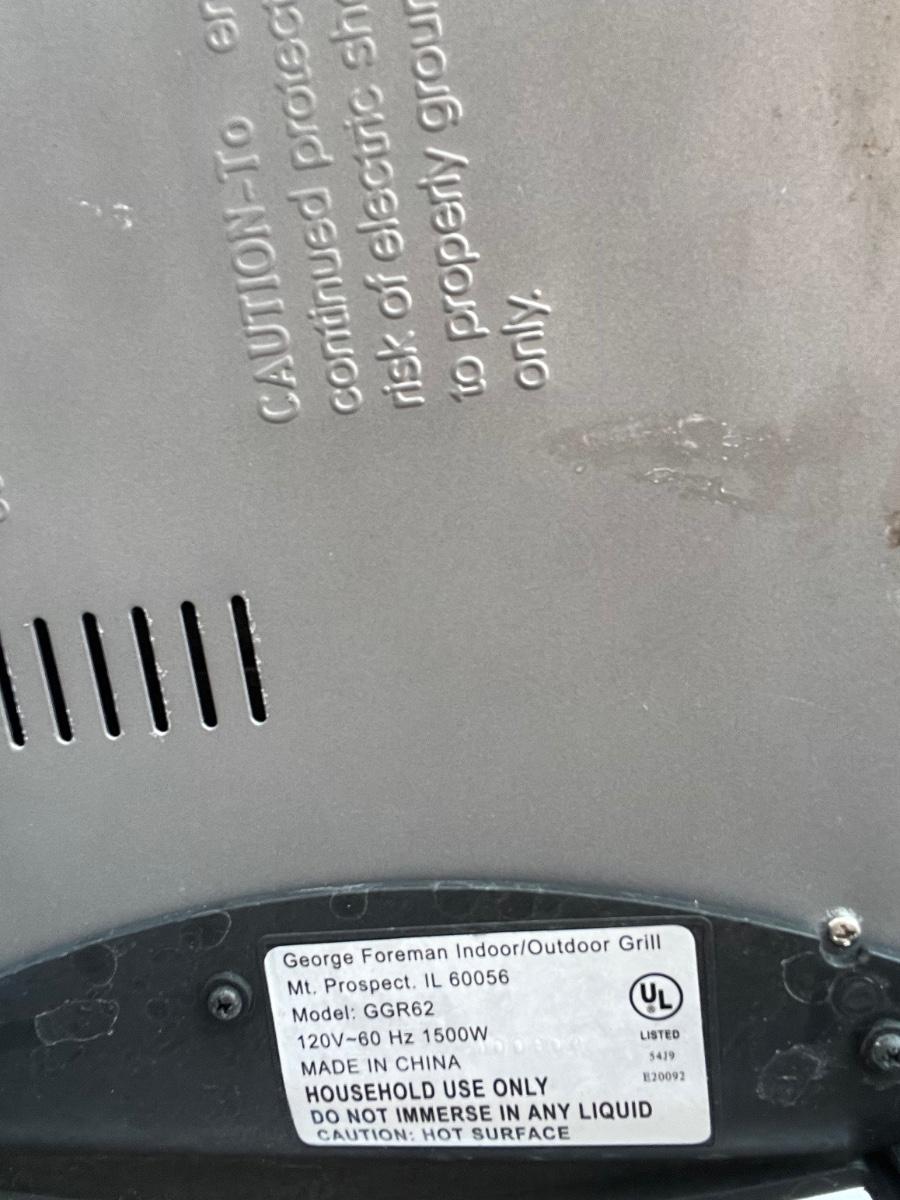 CAUTION-To
continued protec
risk of electric sho
to properly groun
only.
George Foreman Indoor/Outdoor Grill
Mt. Prospect. IL 60056
Model: GGR62
120V~60 Hz 1500W
MADE IN CHINA
HOUSEHOLD USE ONLY
DO NOT IMMERSE IN ANY LIQUID
CAUTION: HOT SURFACE
UL
LISTED
54J9
E20092